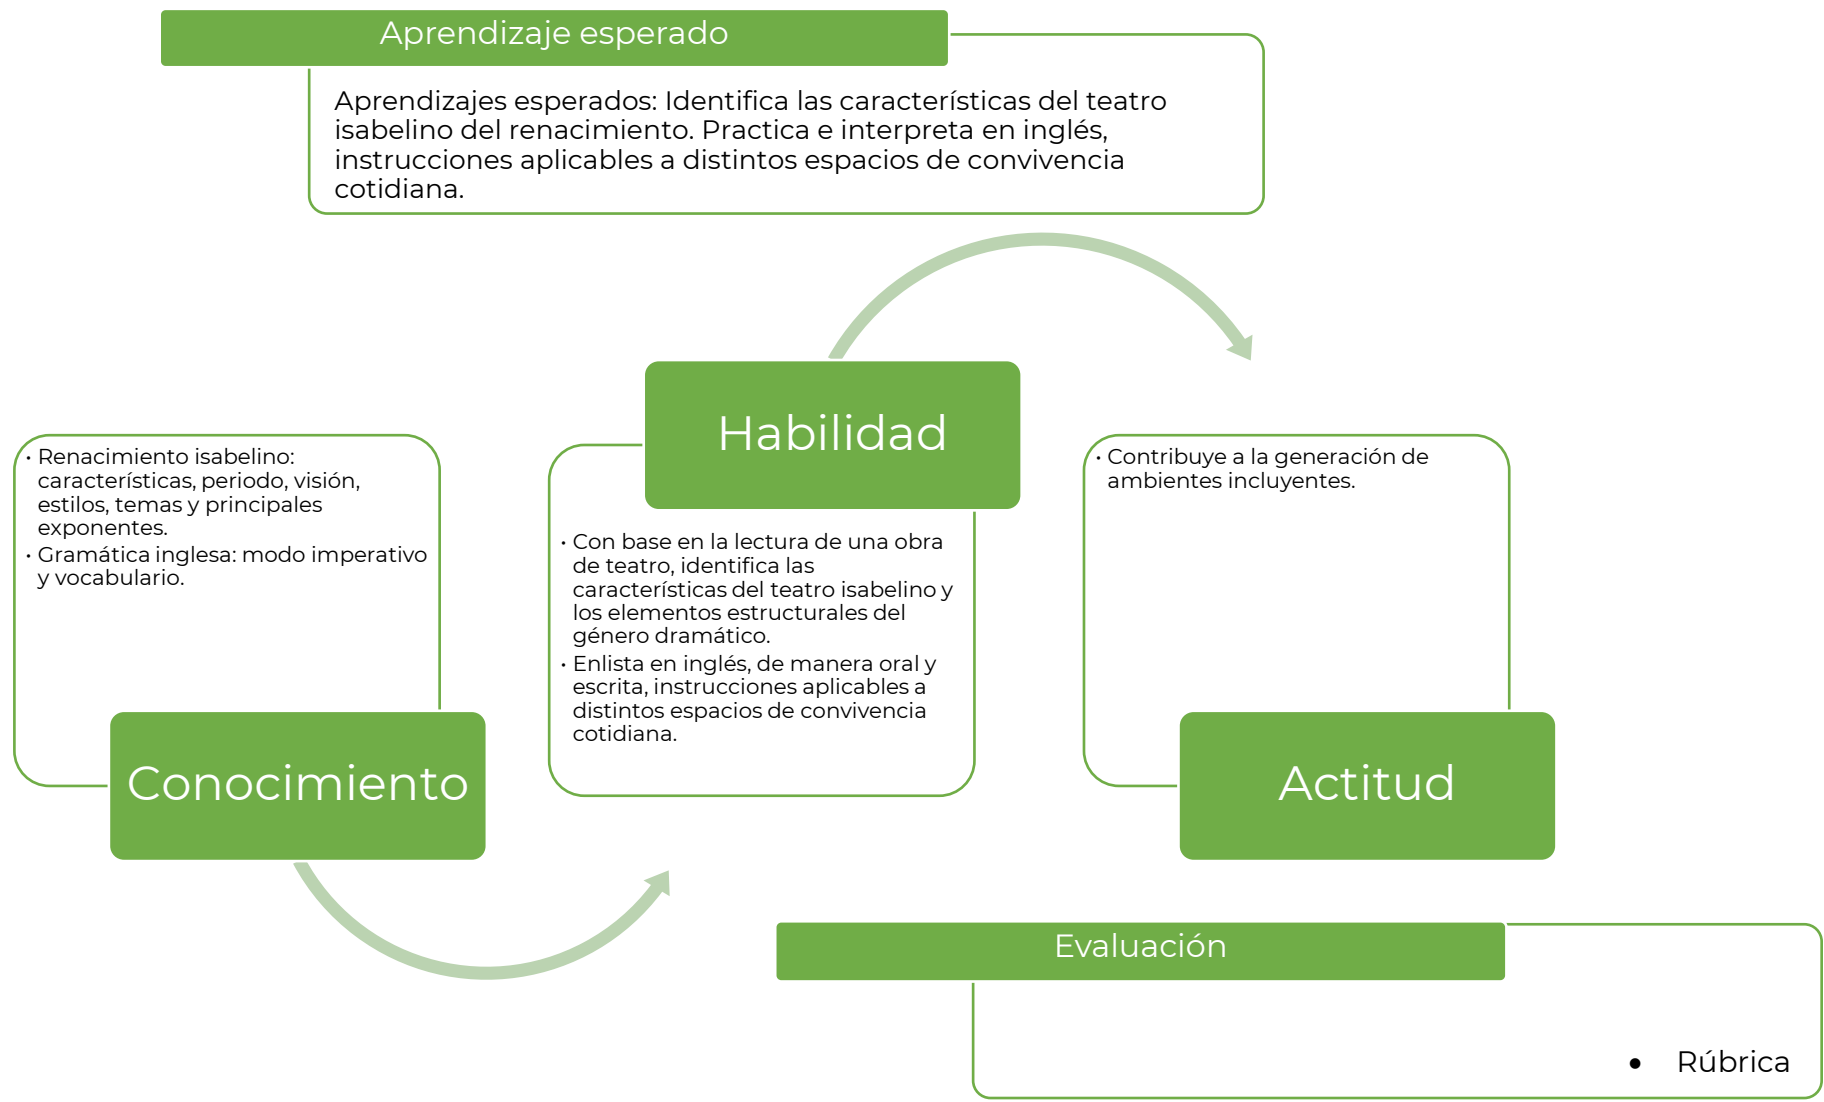 Aprendizaje esperado
Aprendizajes esperados: Identifica las características del teatro
isabelino del renacimiento. Practica e interpreta en inglés,
instrucciones aplicables a distintos espacios de convivencia
cotidiana.
• Renacimiento isabelino:
características, periodo, visión,
estilos, temas y principales
exponentes.
• Gramática inglesa: modo imperativo
y vocabulario.
Conocimiento
Habilidad
• Con base en la lectura de una obra
de teatro, identifica las
características del teatro isabelino y
los elementos estructurales del
género dramático.
• Enlista en inglés, de manera oral y
escrita, instrucciones aplicables a
distintos espacios de convivencia
cotidiana.
• Contribuye a la generación de
ambientes incluyentes.
Actitud
Evaluación
• Rúbrica